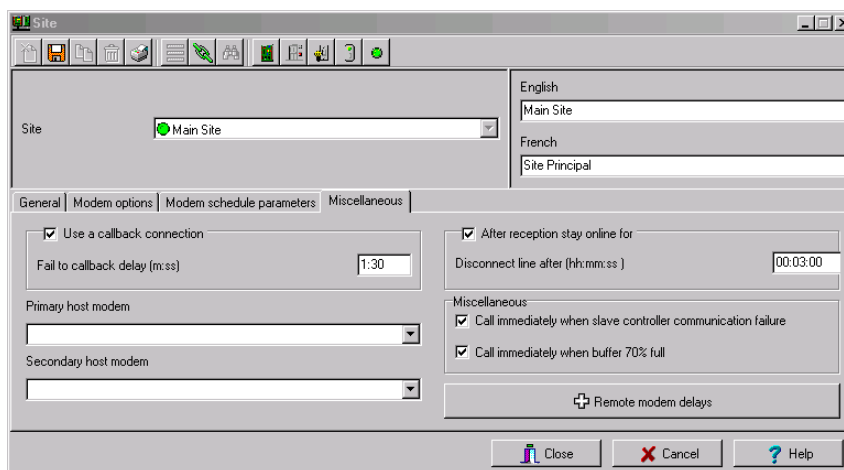 Site
English
Main Site
Site
Main Site
French
Site Principal
General
Modem options
Modem schedule parameters
Miscellaneous
Use a callback connection
Fail to callback delay (m:ss)
1:30
Primary host modem
Secondary host modem
After reception stay online for
Disconnect line after (hh:mm:ss )
00:03:00
Miscellaneous
Call immediately when slave controller communication failure
Call immediately when buffer 70% full
Remote modem delays
Close
Cancel
Help